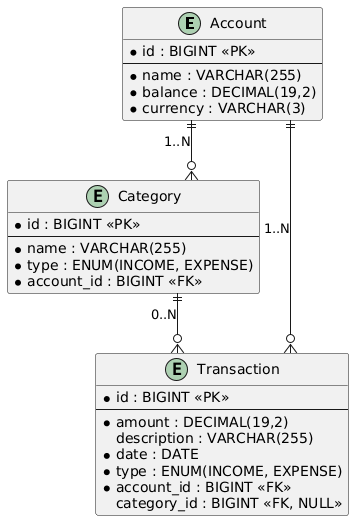 E Account
• id : BIGINT «PK»
• name : VARCHAR(255)
• balance : DECIMAL(19,2)
• currency : VARCHAR(3)
1..N
E Category
• id : BIGINT «PK»
• name : VARCHAR(255)
• type : ENUM(INCOME, EXPENSE)
• account_id : BIGINT «FK»
1..N
0..N
E Transaction
• id : BIGINT «PK»
• amount : DECIMAL(19,2)
description : VARCHAR(255)
• date : DATE
• type : ENUM(INCOME, EXPENSE)
• account_id : BIGINT «FK»
category_id : BIGINT «FK, NULL»